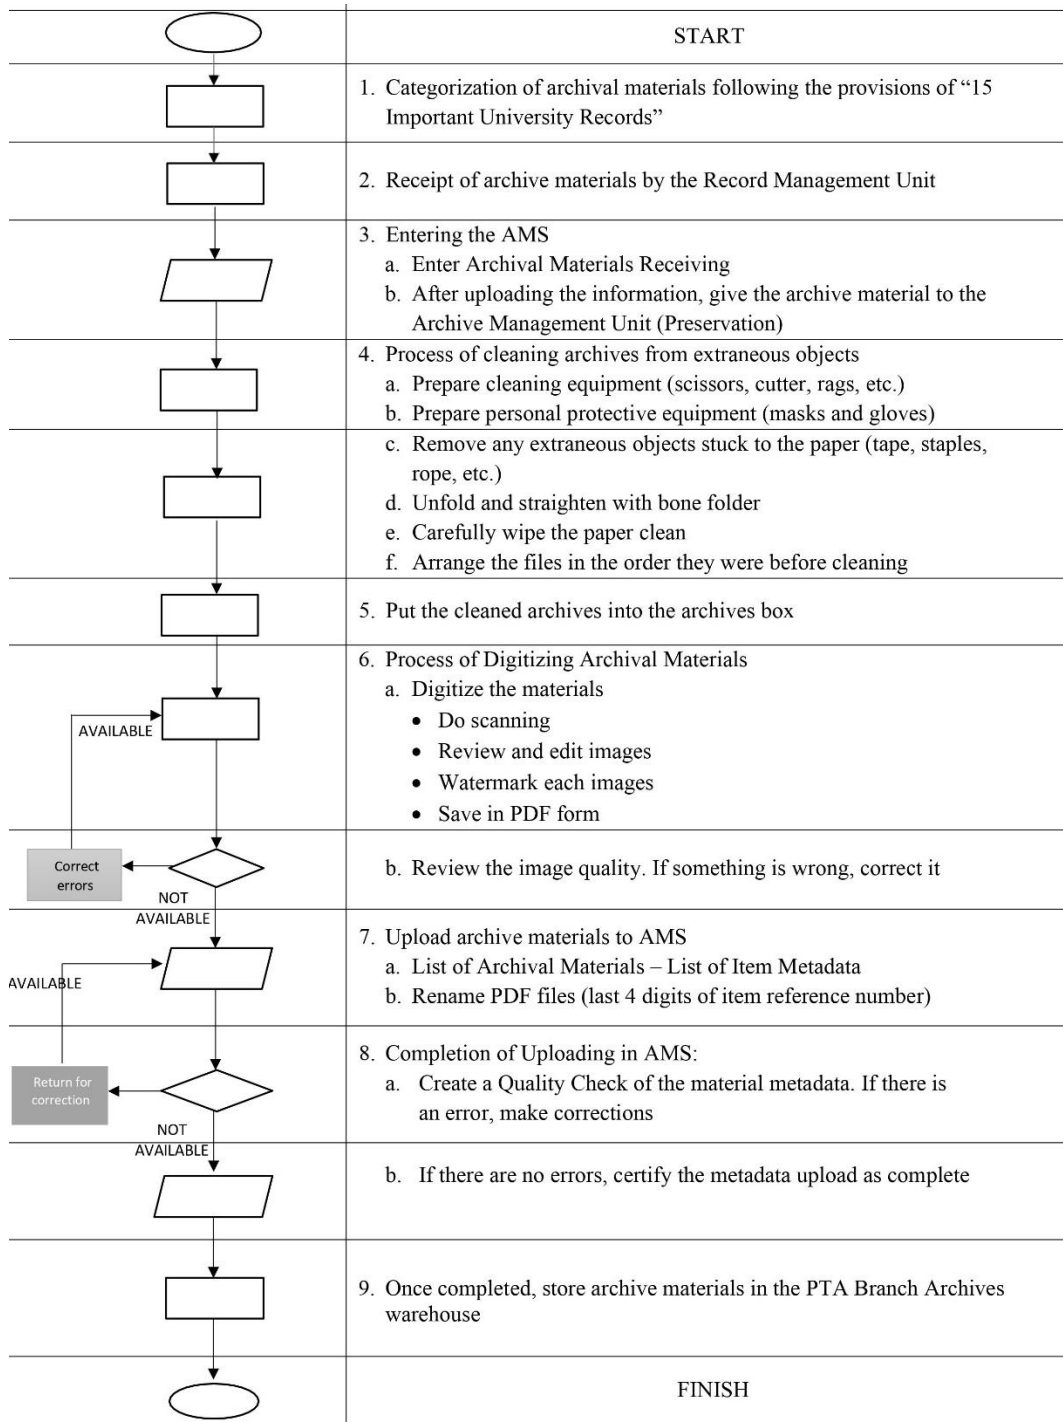 START
1. Categorization of archival materials following the provisions of “15
Important University Records”
2. Receipt of archive materials by the Record Management Unit
3. Entering the AMS
a. Enter Archival Materials Receiving
b. After uploading the information, give the archive material to the
Archive Management Unit (Preservation)
4. Process of cleaning archives from extraneous objects
a. Prepare cleaning equipment (scissors, cutter, rags, etc.)
b. Prepare personal protective equipment (masks and gloves)
c. Remove any extraneous objects stuck to the paper (tape, staples,
rope, etc.)
d. Unfold and straighten with bone folder
e. Carefully wipe the paper clean
f. Arrange the files in the order they were before cleaning
5. Put the cleaned archives into the archives box
6. Process of Digitizing Archival Materials
a. Digitize the materials
• Do scanning
• Review and edit images
• Watermark each images
• Save in PDF form
AVAILABLE
Correct
errors
b. Review the image quality. If something is wrong, correct it
NOT
AVAILABLE
7. Upload archive materials to AMS
a. List of Archival Materials – List of Item Metadata
b. Rename PDF files (last 4 digits of item reference number)
AVAILABLE
8. Completion of Uploading in AMS:
a. Create a Quality Check of the material metadata. If there is
an error, make corrections
Return for
correction
NOT
AVAILABLE
b. If there are no errors, certify the metadata upload as complete
9. Once completed, store archive materials in the PTA Branch Archives
warehouse
FINISH